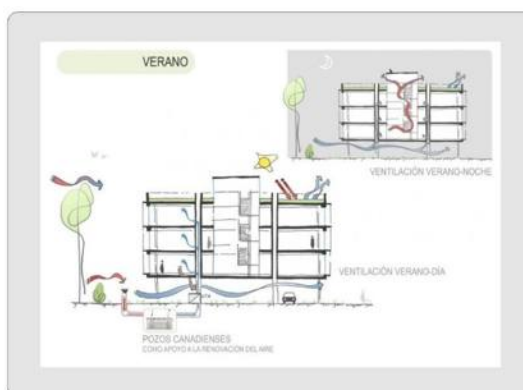 VERANO
VENTILACIÓN VERANO-NOCHE
VENTILACIÓN VERANO-DÍA
POZOS CANADIENSES
COMO APOYO A LA RENOVACIÓN DEL AIRE